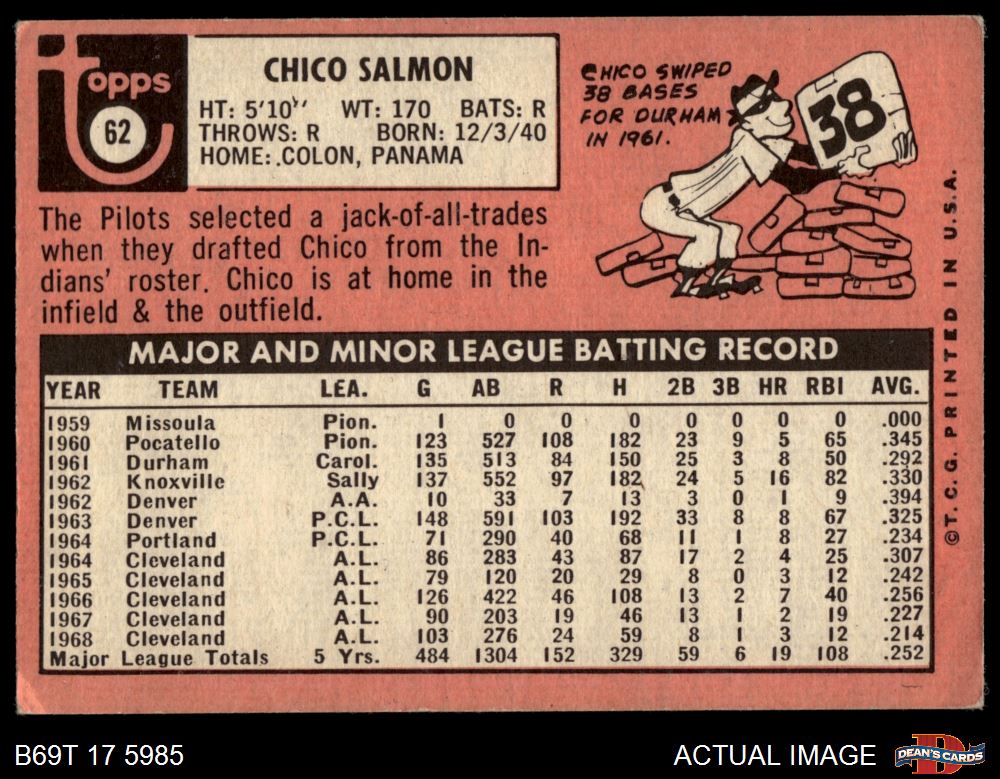 topps
62
CHICO SALMON
HT: 5'10" WT: 170 BATS: R
THROWS: R BORN: 12/3/40
HOME: COLON, PANAMA
CHICO SWIPED
38 BASES
FOR DURHAM
IN 1961.
38
The Pilots selected a jack-of-all-trades
when they drafted Chico from the In-
dians' roster. Chico is at home in the
infield & the outfield.
MAJOR AND MINOR LEAGUE BATTING RECORD
YEAR TEAM LEA. G AB R H 2B 3B HR RBI AVG.
1959 Missoula Pion. 1 0 0 0 0 0 0 0 .000
1960 Pocatello Pion. 123 527 108 182 23 9 5 65 .345
1961 Durham Carol. 135 513 84 150 25 3 8 50 .292
1962 Knoxville Sally 137 552 97 182 24 5 16 82 .330
1962 Denver A.A. 10 33 7 13 3 0 1 9 .394
1963 Denver P.C.L. 148 591 103 192 33 8 8 67 .325
1964 Portland P.C.L. 71 290 40 68 11 1 8 27 .234
1964 Cleveland A.L. 86 283 43 87 17 2 4 25 .307
1965 Cleveland A.L. 79 120 20 29 8 0 3 12 .242
1966 Cleveland A.L. 126 422 46 108 13 2 7 40 .256
1967 Cleveland A.L. 90 203 19 46 13 1 2 19 .227
1968 Cleveland A.L. 103 276 24 59 8 1 3 12 .214
Major League Totals 5 Yrs. 484 1304 152 329 59 6 19 108 .252
© T.C.G. PRINTED IN U.S.A.
B69T 17 5985
ACTUAL IMAGE
D
DEAN'S CARDS